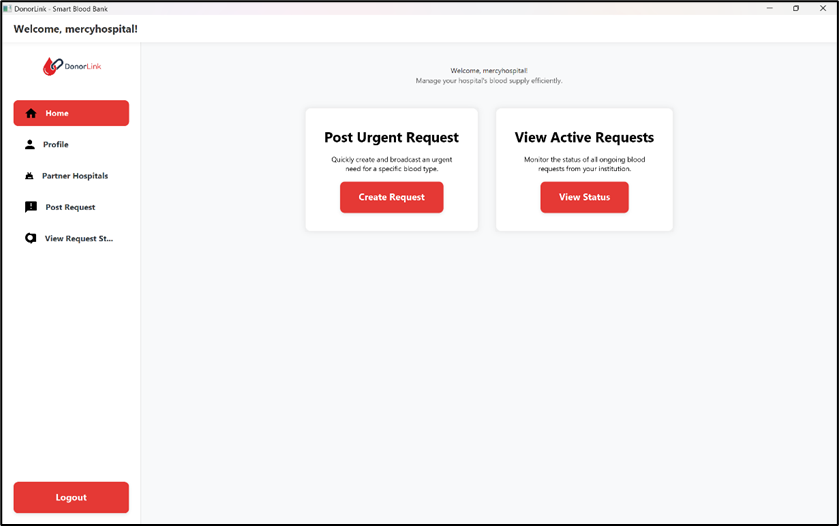 DonorLink - Smart Blood Bank
Welcome, mercyhospital!
DonorLink
Home
Profile
Partner Hospitals
Post Request
View Request St...
Logout
Welcome, mercyhospital!
Manage your hospital's blood supply efficiently.
Post Urgent Request
Quickly create and broadcast an urgent
need for a specific blood type.
Create Request
View Active Requests
Monitor the status of all ongoing blood
requests from your institution.
View Status